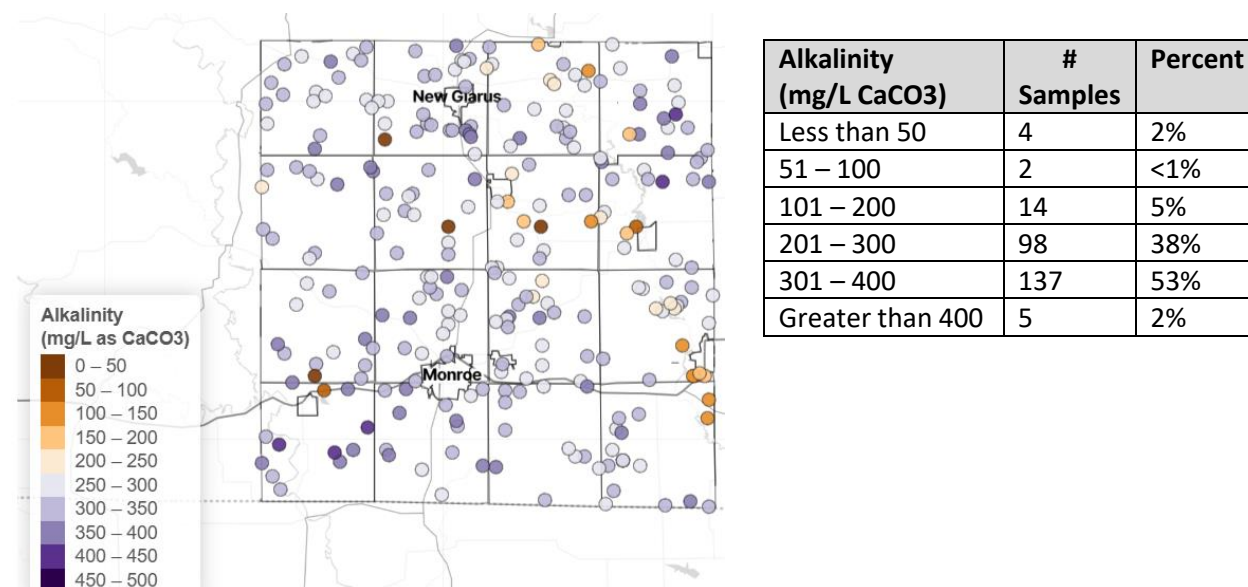 New Glarus
Monroe
Alkalinity
(mg/L as CaCO3)
0 – 50
50 – 100
100 – 150
150 – 200
200 – 250
250 – 300
300 – 350
350 – 400
400 – 450
450 – 500
Alkalinity (mg/L CaCO3) # Samples Percent
Less than 50 4 2%
51 – 100 2 <1%
101 – 200 14 5%
201 – 300 98 38%
301 – 400 137 53%
Greater than 400 5 2%